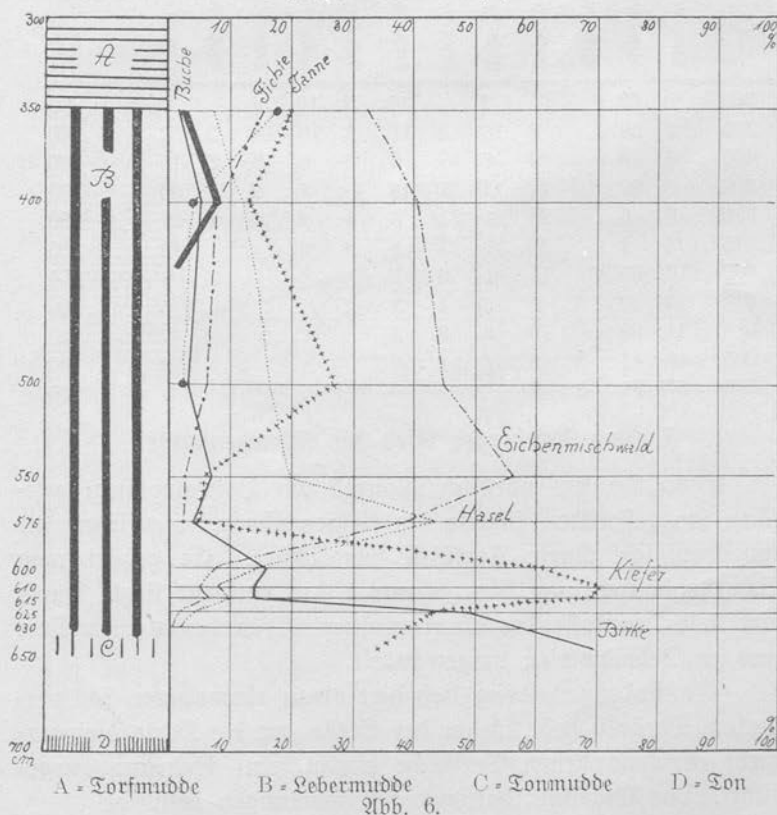 300 0 10 20 30 40 50 60 70 80 90 100
%
A
Buche
Fichte
Tanne
350
B
400
500
Eichenmischwald
550
Hasel
575
600
Kiefer
610
615
625
Birke
630
C
650
D
700
cm
10 20 30 40 50 60 70 80 90 %
100
A = Torfmudde B = Lebermudde C = Tonmudde D = Ton
Abb. 6.